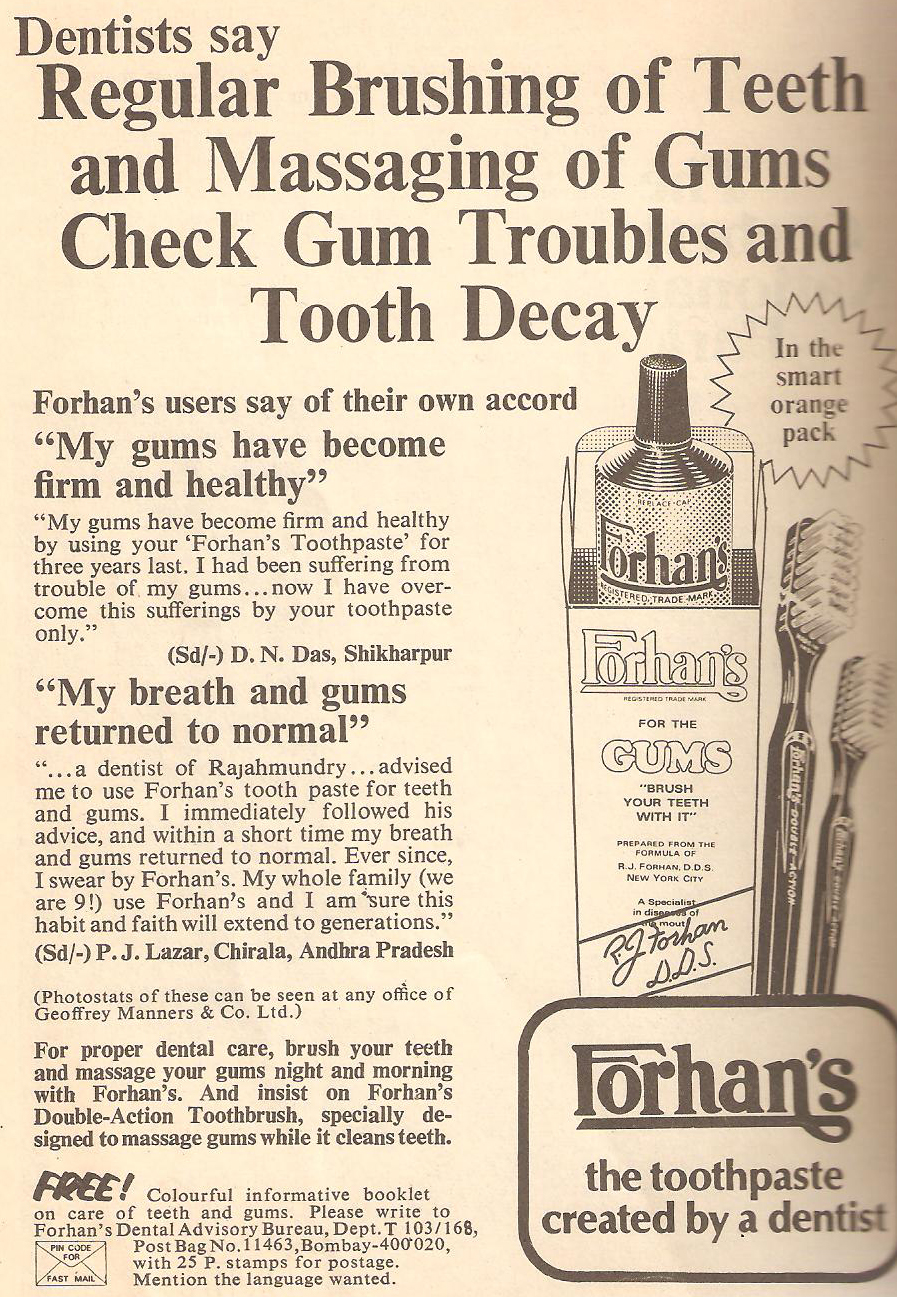 Dentists say
Regular Brushing of Teeth
and Massaging of Gums
Check Gum Troubles and
Tooth Decay
In the
smart
orange
pack
Forhan's users say of their own accord
“My gums have become
firm and healthy”
“My gums have become firm and healthy
by using your ‘Forhan's Toothpaste’ for
three years last. I had been suffering from
trouble of my gums...now I have over-
come this sufferings by your toothpaste
only.”
(Sd/-) D. N. Das, Shikharpur
“My breath and gums
returned to normal”
“...a dentist of Rajahmundry...advised
me to use Forhan's tooth paste for teeth
and gums. I immediately followed his
advice, and within a short time my breath
and gums returned to normal. Ever since,
I swear by Forhan's. My whole family (we
are 9!) use Forhan's and I am sure this
habit and faith will extend to generations.”
(Sd/-) P. J. Lazar, Chirala, Andhra Pradesh
(Photostats of these can be seen at any office of
Geoffrey Manners & Co. Ltd.)
For proper dental care, brush your teeth
and massage your gums night and morning
with Forhan's. And insist on Forhan's
Double-Action Toothbrush, specially de-
signed to massage gums while it cleans teeth.
FREE! Colourful informative booklet
on care of teeth and gums. Please write to
Forhan's Dental Advisory Bureau, Dept. T 103/168,
Post Bag No. 11463, Bombay-400 020,
with 25 P. stamps for postage.
Mention the language wanted.
PIN CODE
FOR
FAST MAIL
REPLACE CAP
Forhan's
REGISTERED TRADE MARK
Forhan's
REGISTERED TRADE MARK
FOR THE
GUMS
"BRUSH
YOUR TEETH
WITH IT"
PREPARED FROM THE
FORMULA OF
R.J. FORHAN, D.D.S.
NEW YORK CITY
A Specialist
in diseases of
the mouth
R J Forhan
D.D.S.
Forhan's DOUBLE-ACTION
Forhan's
the toothpaste
created by a dentist